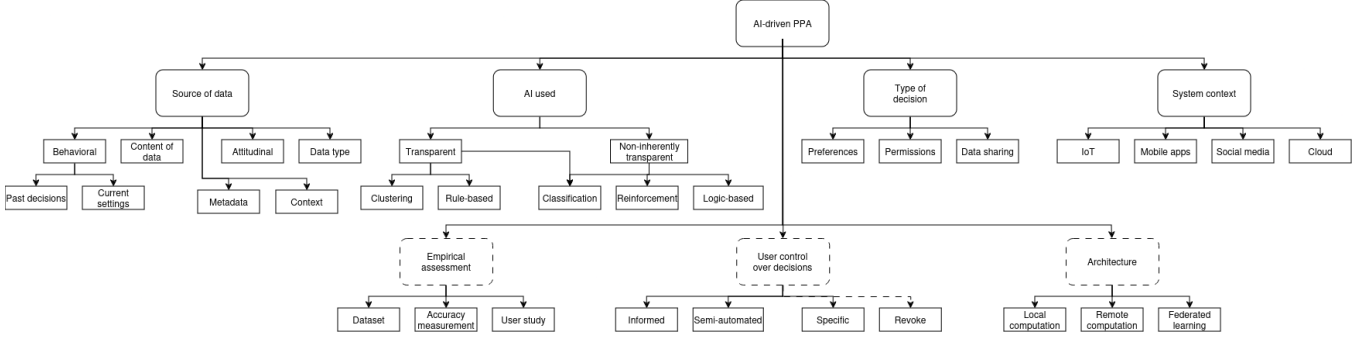 AI-driven PPA
Source of data
AI used
Type of
decision
System context
Behavioral
Content of
data
Attitudinal
Data type
Transparent
Non-inherently
transparent
Preferences
Permissions
Data sharing
IoT
Mobile apps
Social media
Cloud
Past decisions
Current
settings
Metadata
Context
Clustering
Rule-based
Classification
Reinforcement
Logic-based
Empirical
assessment
User control
over decisions
Architecture
Dataset
Accuracy
measurement
User study
Informed
Semi-automated
Specific
Revoke
Local
computation
Remote
computation
Federated
learning